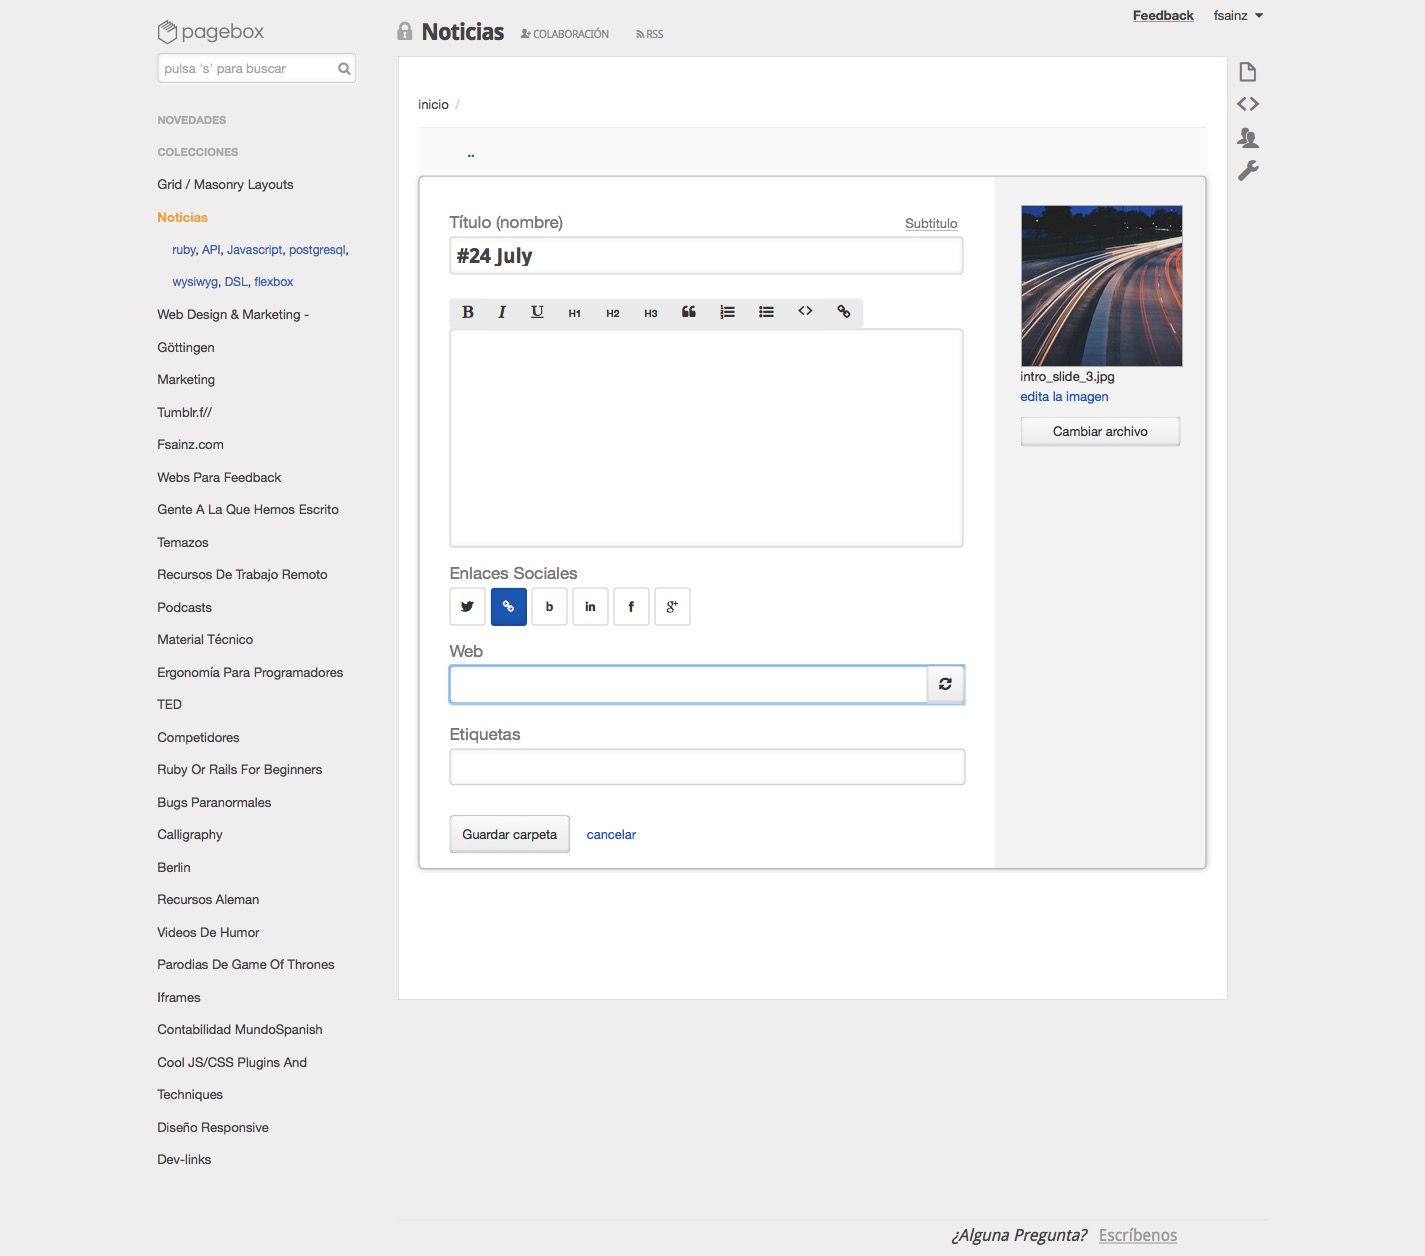 Feedback fsainz
pagebox
pulsa 's' para buscar
NOVEDADES
COLECCIONES
Grid / Masonry Layouts
Noticias
ruby, API, Javascript, postgresql,
wysiwyg, DSL, flexbox
Web Design & Marketing -
Göttingen
Marketing
Tumblr.f//
Fsainz.com
Webs Para Feedback
Gente A La Que Hemos Escrito
Temazos
Recursos De Trabajo Remoto
Podcasts
Material Técnico
Ergonomía Para Programadores
TED
Competidores
Ruby Or Rails For Beginners
Bugs Paranormales
Calligraphy
Berlin
Recursos Aleman
Videos De Humor
Parodias De Game Of Thrones
Iframes
Contabilidad MundoSpanish
Cool JS/CSS Plugins And
Techniques
Diseño Responsive
Dev-links
Noticias COLABORACIÓN RSS
inicio /
..
Título (nombre) Subtitulo
#24 July
B I U H1 H2 H3
Enlaces Sociales
b in f g+
Web
Etiquetas
Guardar carpeta cancelar
intro_slide_3.jpg
edita la imagen
Cambiar archivo
¿Alguna Pregunta? Escríbenos